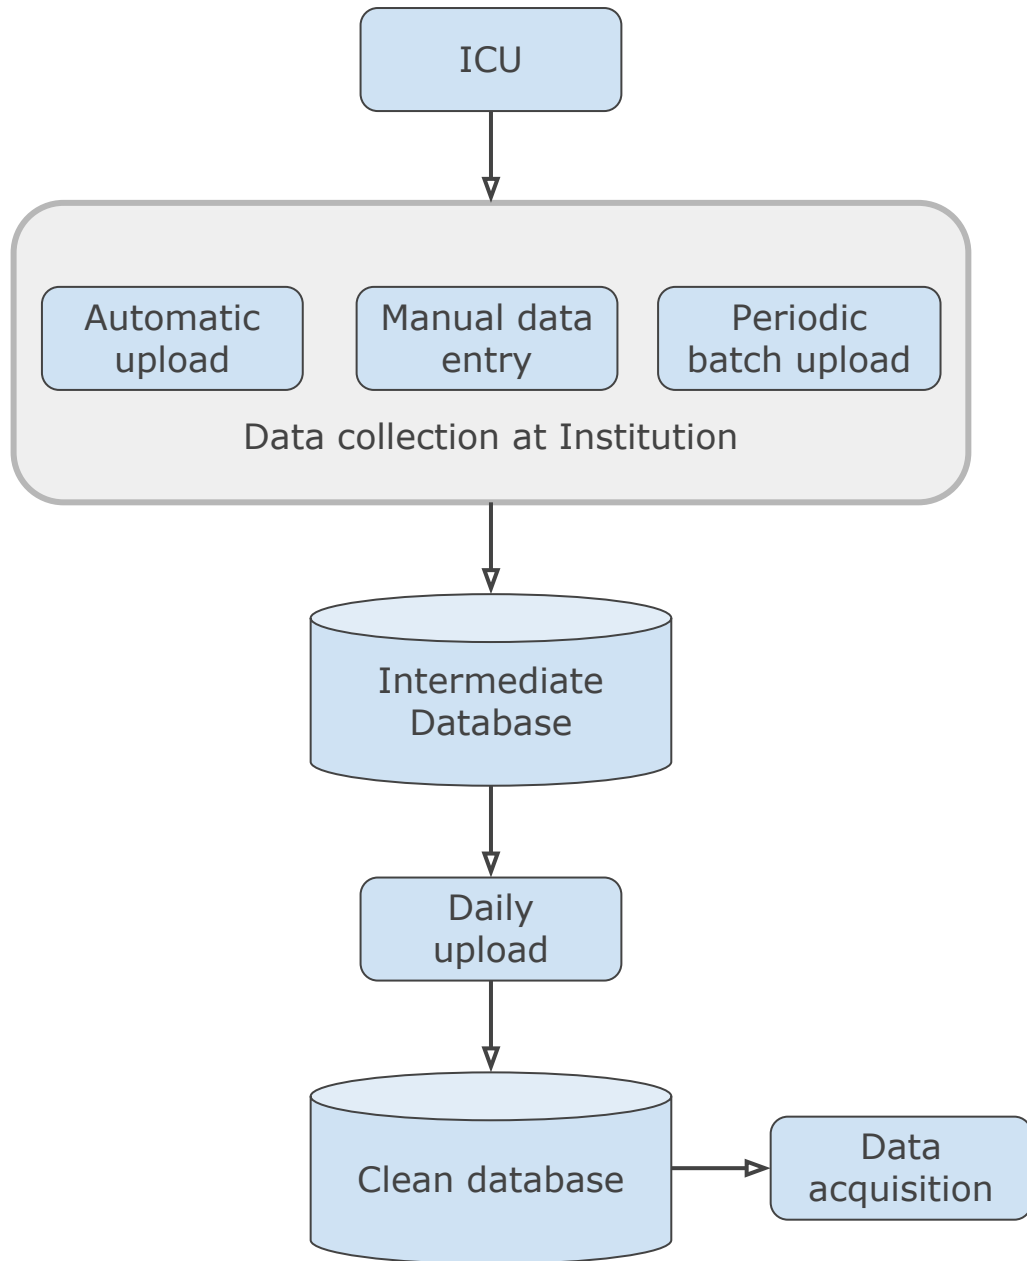 ICU
Automatic
upload
Manual data
entry
Periodic
batch upload
Data collection at Institution
Intermediate
Database
Daily
upload
Clean database
Data
acquisition